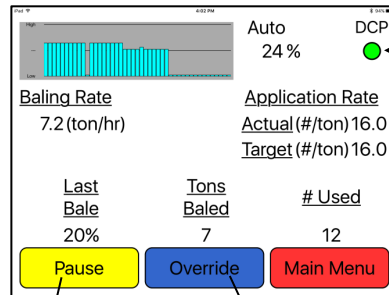 iPad 4:02 PM 94%
High
Low
Auto DCP
24 %
Baling Rate Application Rate
7.2 (ton/hr) Actual (#/ton) 16.0
Target (#/ton) 16.0
Last Tons # Used
Bale Baled
20% 7 12
Pause Override Main Menu